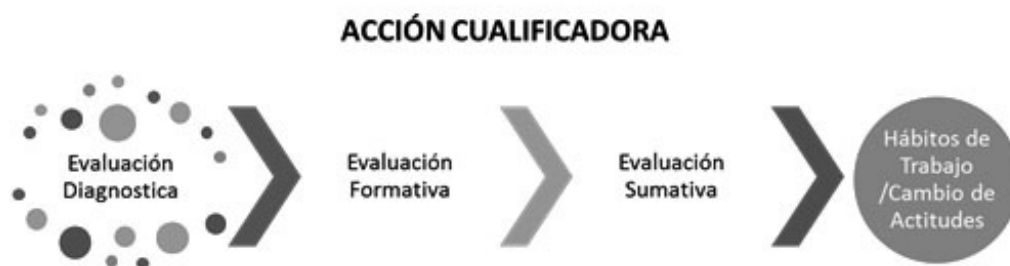 ACCIÓN CUALIFICADORA
Evaluación
Diagnostica
Evaluación
Formativa
Evaluación
Sumativa
Hábitos de
Trabajo
/Cambio de
Actitudes